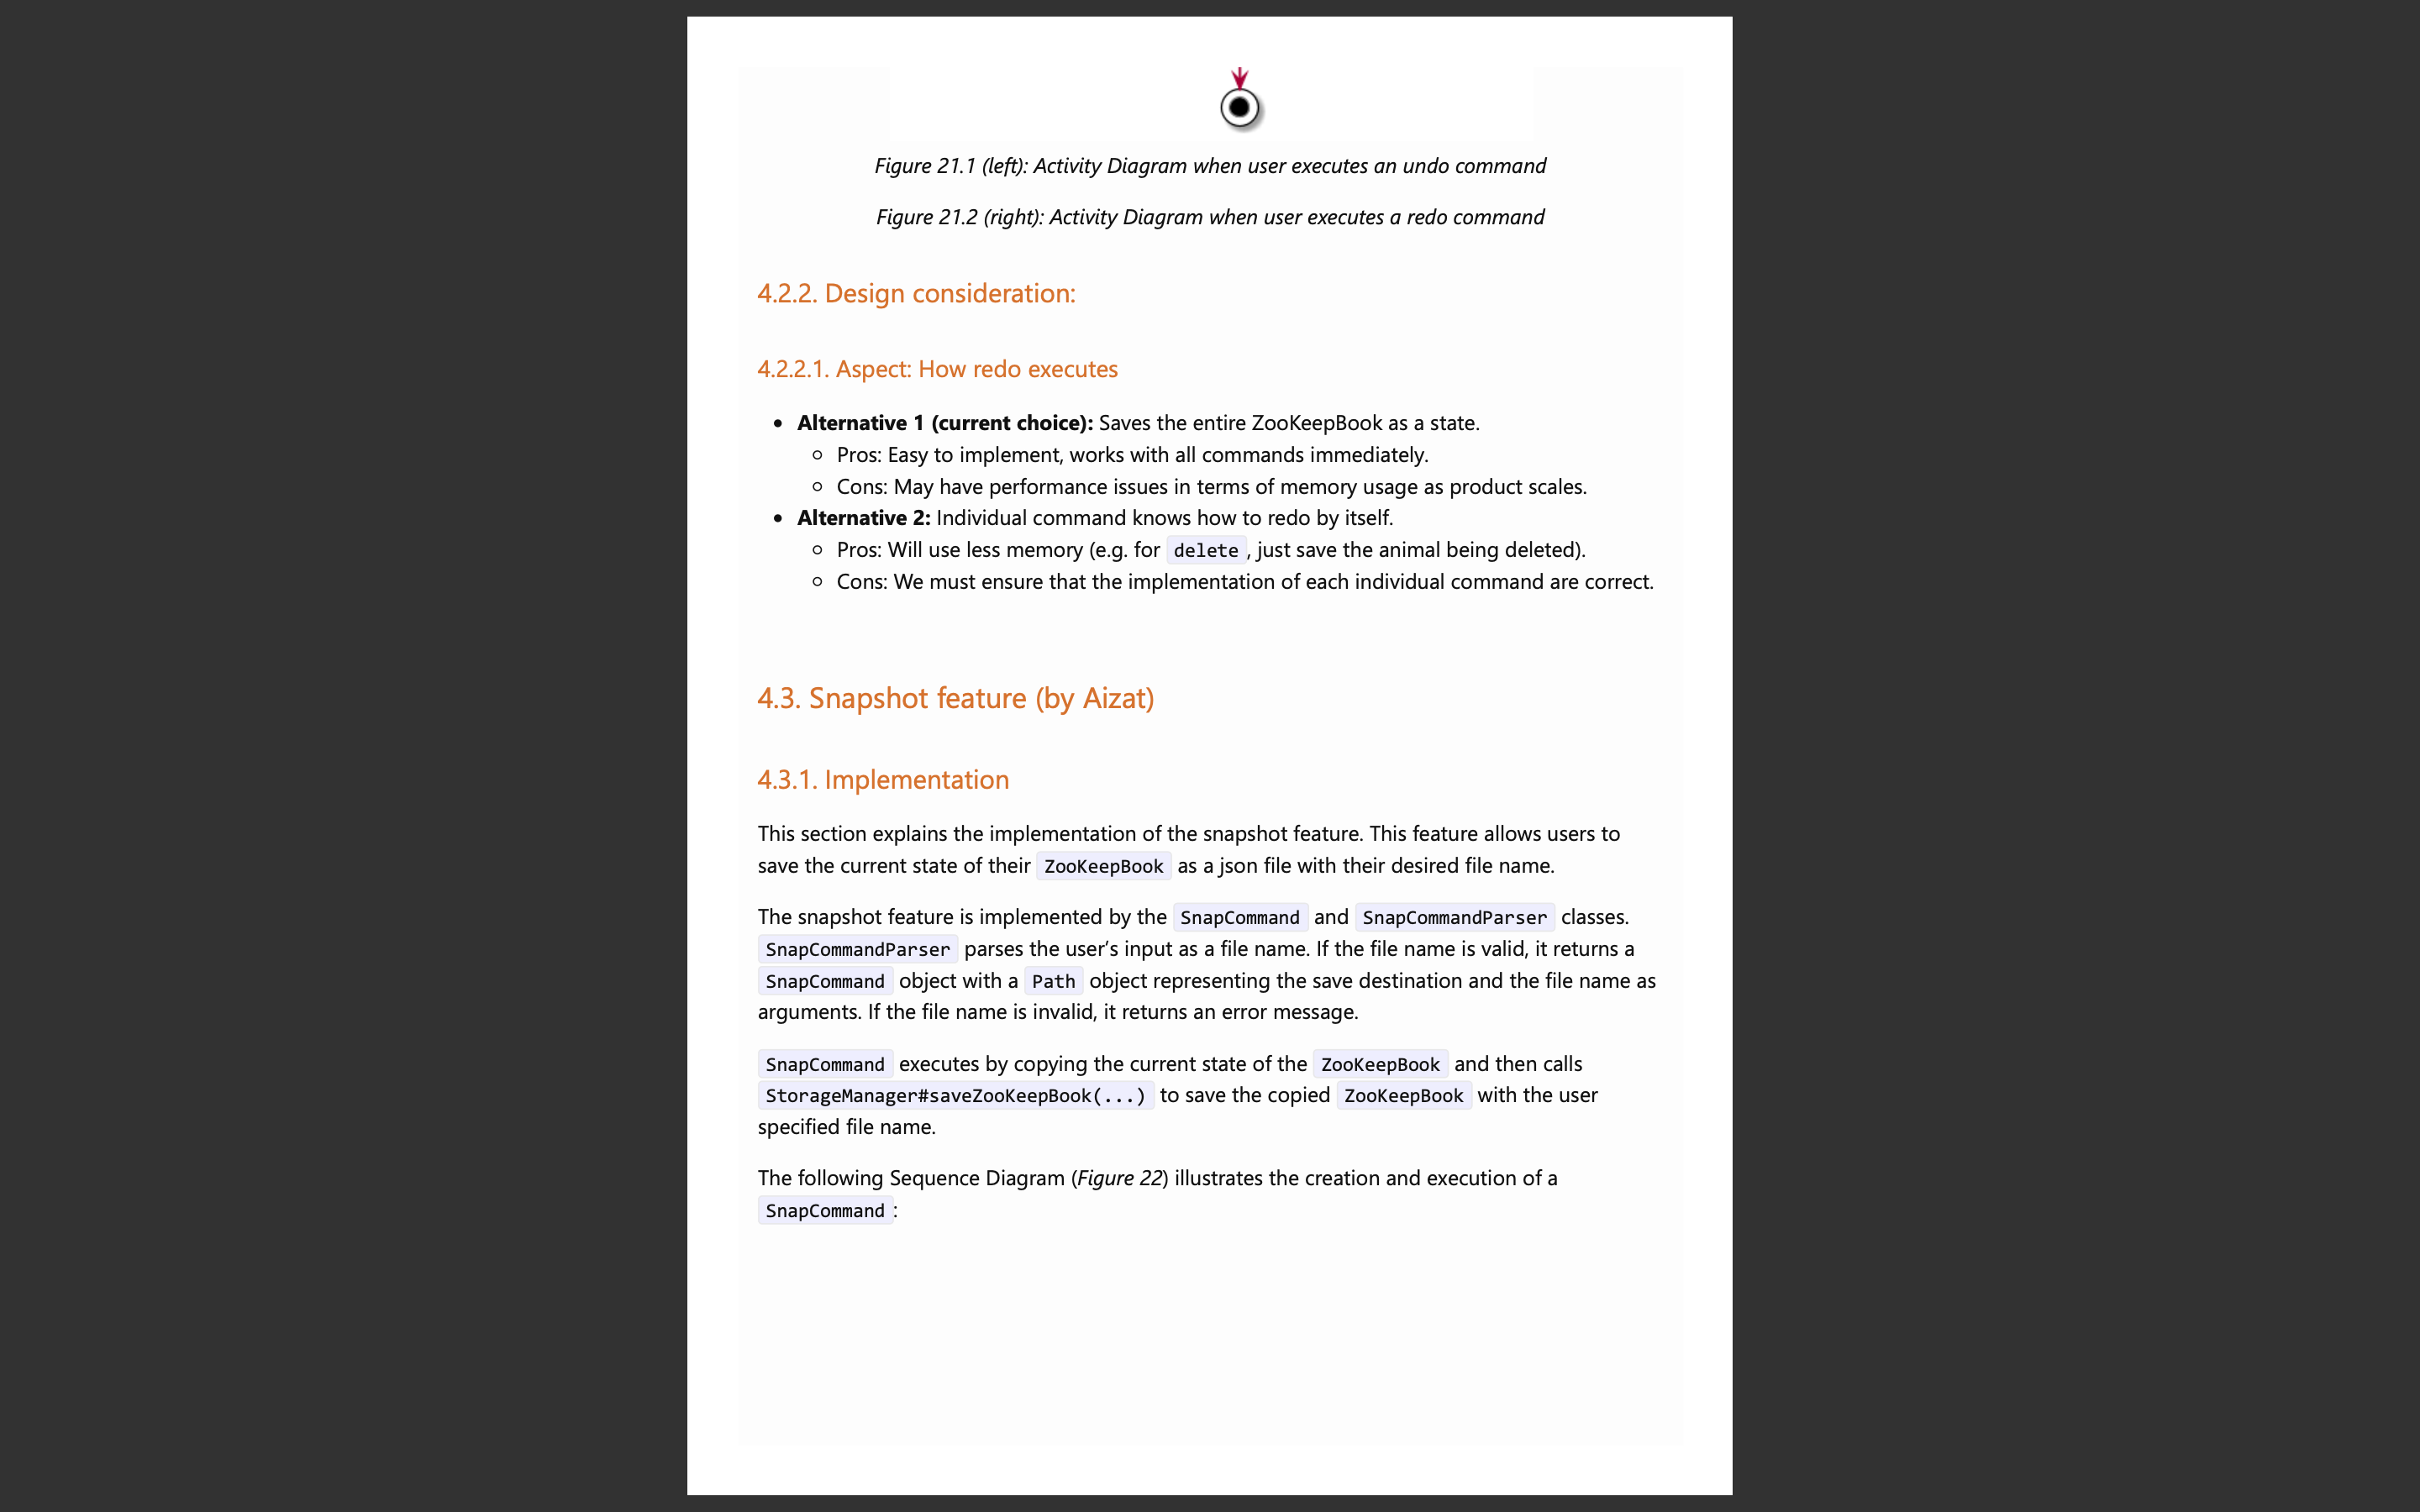 Figure 21.1 (left): Activity Diagram when user executes an undo command
Figure 21.2 (right): Activity Diagram when user executes a redo command
4.2.2. Design consideration:
4.2.2.1. Aspect: How redo executes
• Alternative 1 (current choice): Saves the entire ZooKeepBook as a state.
○ Pros: Easy to implement, works with all commands immediately.
○ Cons: May have performance issues in terms of memory usage as product scales.
• Alternative 2: Individual command knows how to redo by itself.
○ Pros: Will use less memory (e.g. for delete, just save the animal being deleted).
○ Cons: We must ensure that the implementation of each individual command are correct.
4.3. Snapshot feature (by Aizat)
4.3.1. Implementation
This section explains the implementation of the snapshot feature. This feature allows users to
save the current state of their ZooKeepBook as a json file with their desired file name.
The snapshot feature is implemented by the SnapCommand and SnapCommandParser classes.
SnapCommandParser parses the user’s input as a file name. If the file name is valid, it returns a
SnapCommand object with a Path object representing the save destination and the file name as
arguments. If the file name is invalid, it returns an error message.
SnapCommand executes by copying the current state of the ZooKeepBook and then calls
StorageManager#saveZooKeepBook(...) to save the copied ZooKeepBook with the user
specified file name.
The following Sequence Diagram (Figure 22) illustrates the creation and execution of a
SnapCommand: